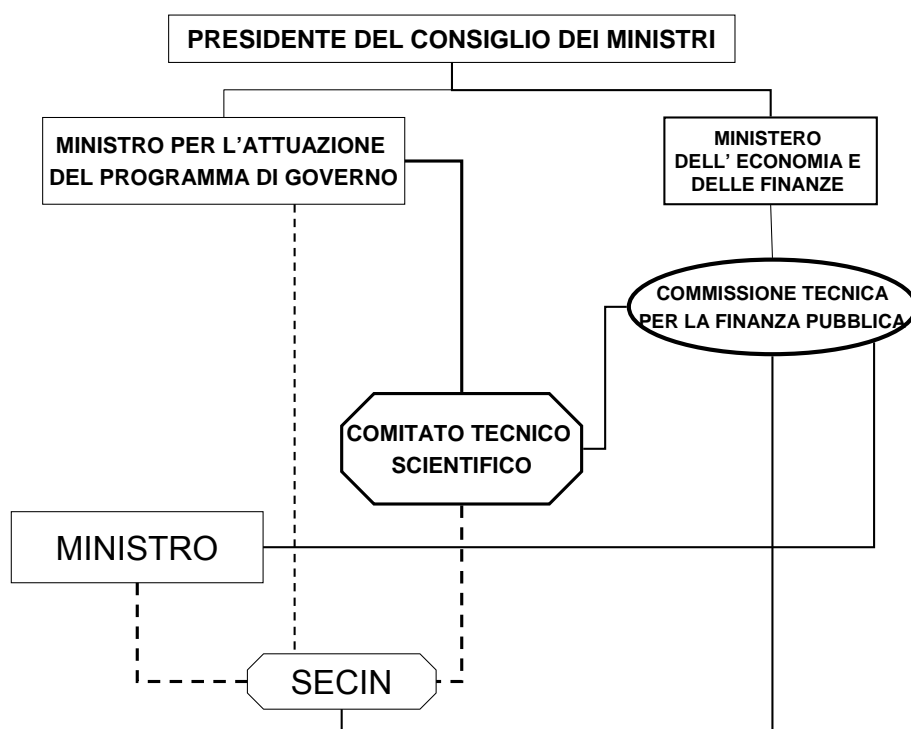 PRESIDENTE DEL CONSIGLIO DEI MINISTRI
MINISTRO PER L'ATTUAZIONE
DEL PROGRAMMA DI GOVERNO
MINISTERO
DELL' ECONOMIA E
DELLE FINANZE
COMMISSIONE TECNICA
PER LA FINANZA PUBBLICA
COMITATO TECNICO
SCIENTIFICO
MINISTRO
SECIN